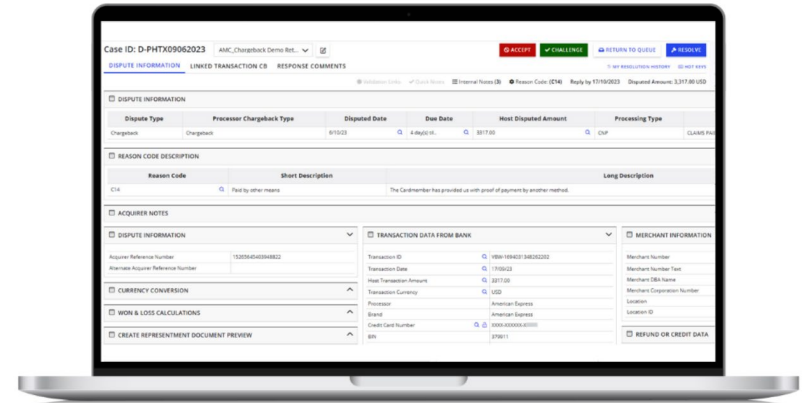 Case ID: D-PHTX09062023 AMC_Chargeback Demo Ret...
ACCEPT CHALLENGE RETURN TO QUEUE RESOLVE
DISPUTE INFORMATION LINKED TRANSACTION CB RESPONSE COMMENTS
MY RESOLUTION HISTORY HOT KEYS
Validation Links Quick Notes Internal Notes (3) Reason Code: (C14) Reply by 17/10/2023 Disputed Amount: 3,317.00 USD
DISPUTE INFORMATION
Dispute Type Processor Chargeback Type Disputed Date Due Date Host Disputed Amount Processing Type
Chargeback Chargeback 9/10/23 4 day(s) 3317.00 CNP CLAIMS PAI
REASON CODE DESCRIPTION
Reason Code Short Description Long Description
C14 Paid by other means The Cardmember has provided us with proof of payment by another method.
ACQUIRER NOTES
DISPUTE INFORMATION
Acquirer Reference Number
Alternate Acquirer Reference Number
CURRENCY CONVERSION
WON & LOSS CALCULATIONS
CREATE REPRESENTMENT DOCUMENT PREVIEW
TRANSACTION DATA FROM BANK
Transaction ID
Transaction Date 17/09/23
Host Transaction Amount 3317.00
Transaction Currency USD
Processor American Express
Brand American Express
Credit Card Number
BIN 379011
MERCHANT INFORMATION
Merchant Number
Merchant Number Text
Merchant DBA Name
Merchant Corporation Number
Location
Location ID
REFUND OR CREDIT DATA